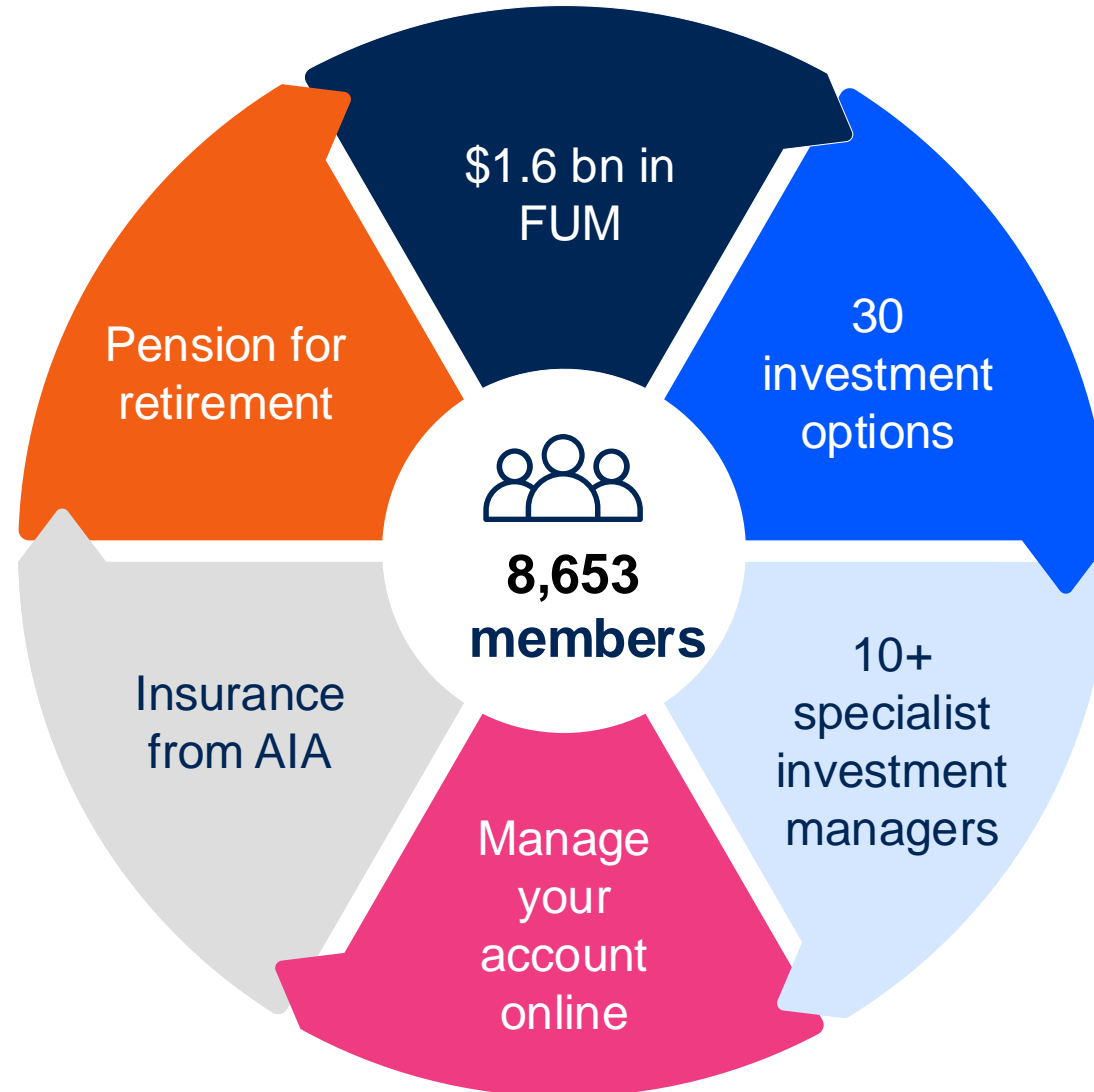 $1.6 bn in
FUM
30
investment
options
10+
specialist
investment
managers
Manage
your
account
online
Insurance
from AIA
Pension for
retirement
8,653
members